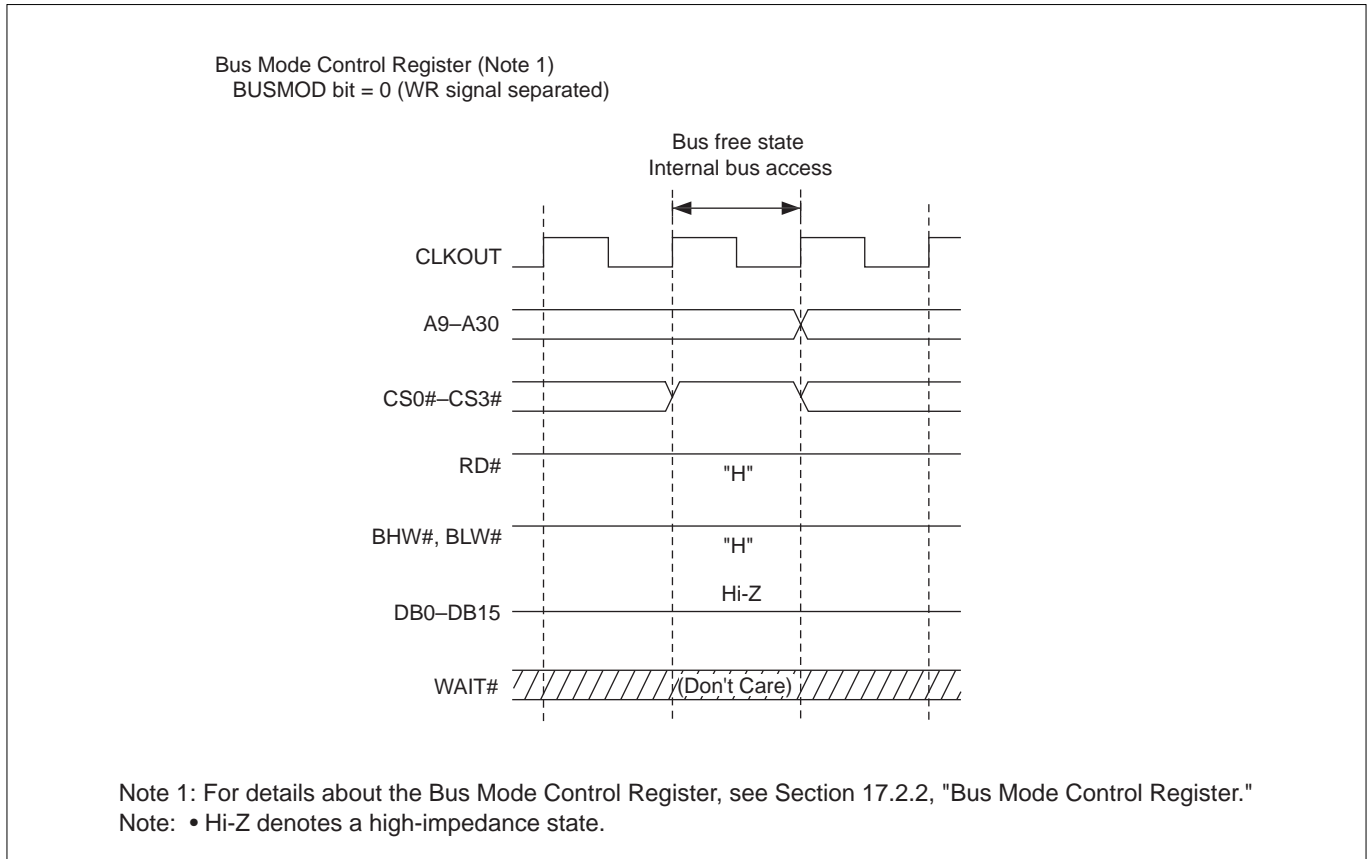 Bus Mode Control Register (Note 1)
BUSMOD bit = 0 (WR signal separated)
Bus free state
Internal bus access
CLKOUT
A9–A30
CS0#–CS3#
RD#
"H"
BHW#, BLW#
"H"
Hi-Z
DB0–DB15
WAIT#
(Don't Care)
Note 1: For details about the Bus Mode Control Register, see Section 17.2.2, "Bus Mode Control Register."
Note: • Hi-Z denotes a high-impedance state.